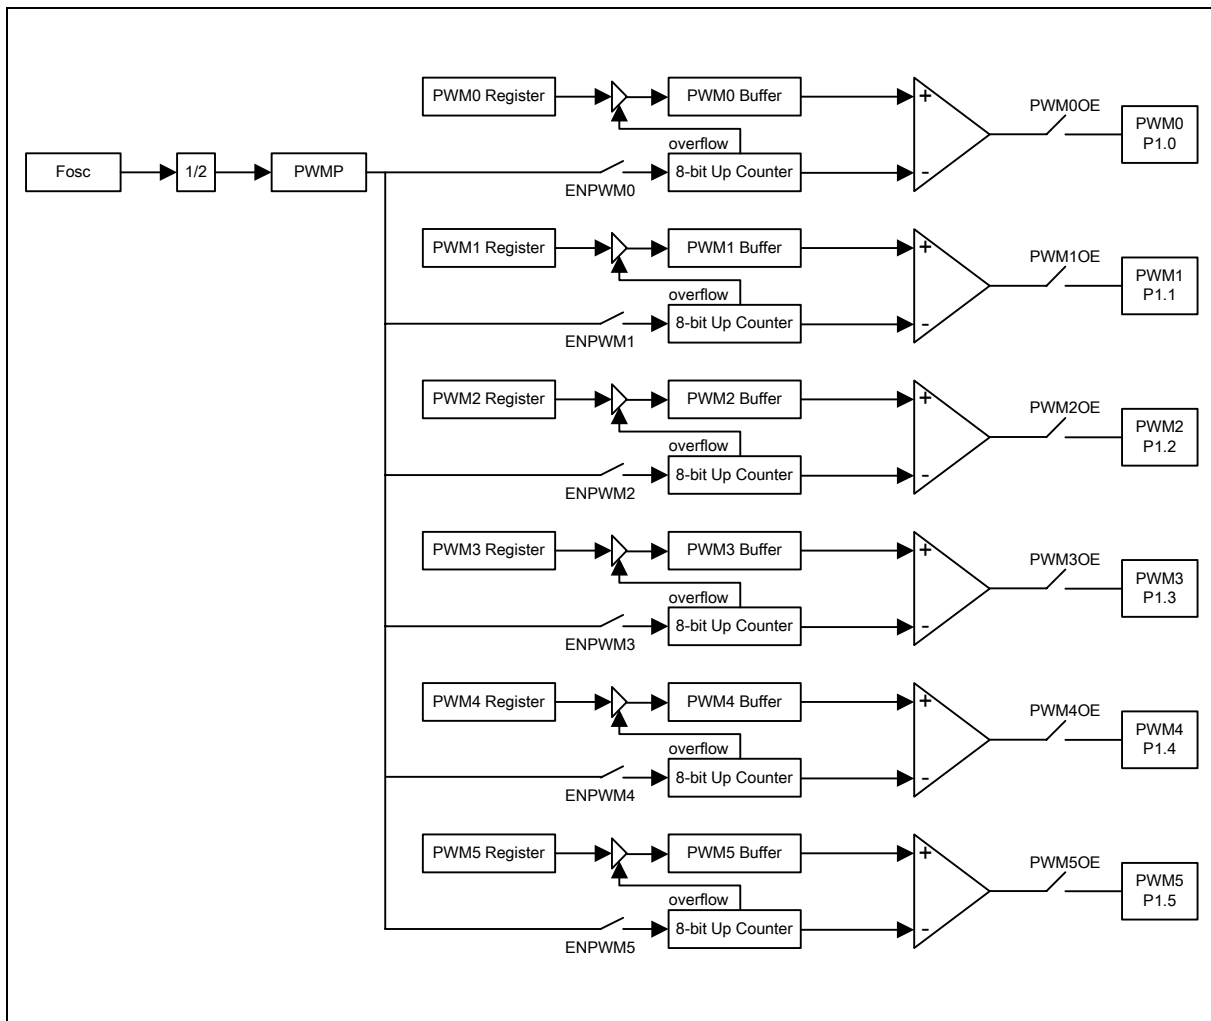 PWM0 Register
PWM0 Buffer
+
PWM0OE
PWM0
P1.0
overflow
Fosc
1/2
PWMP
ENPWM0
8-bit Up Counter
-
PWM1 Register
PWM1 Buffer
+
PWM1OE
PWM1
P1.1
overflow
ENPWM1
8-bit Up Counter
-
PWM2 Register
PWM2 Buffer
+
PWM2OE
PWM2
P1.2
overflow
ENPWM2
8-bit Up Counter
-
PWM3 Register
PWM3 Buffer
+
PWM3OE
PWM3
P1.3
overflow
ENPWM3
8-bit Up Counter
-
PWM4 Register
PWM4 Buffer
+
PWM4OE
PWM4
P1.4
overflow
ENPWM4
8-bit Up Counter
-
PWM5 Register
PWM5 Buffer
+
PWM5OE
PWM5
P1.5
overflow
ENPWM5
8-bit Up Counter
-